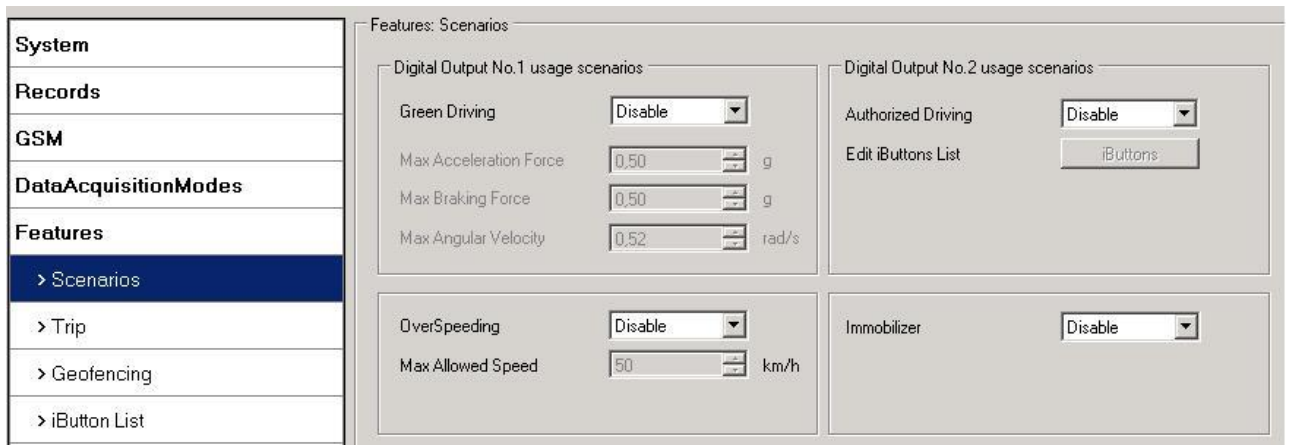 System
Records
GSM
DataAcquisitionModes
Features
> Scenarios
> Trip
> Geofencing
> iButton List
Features: Scenarios
Digital Output No.1 usage scenarios
Green Driving Disable
Max Acceleration Force 0,50 g
Max Braking Force 0,50 g
Max Angular Velocity 0,52 rad/s
Digital Output No.2 usage scenarios
Authorized Driving Disable
Edit iButtons List iButtons
OverSpeeding Disable
Max Allowed Speed 50 km/h
Immobilizer Disable